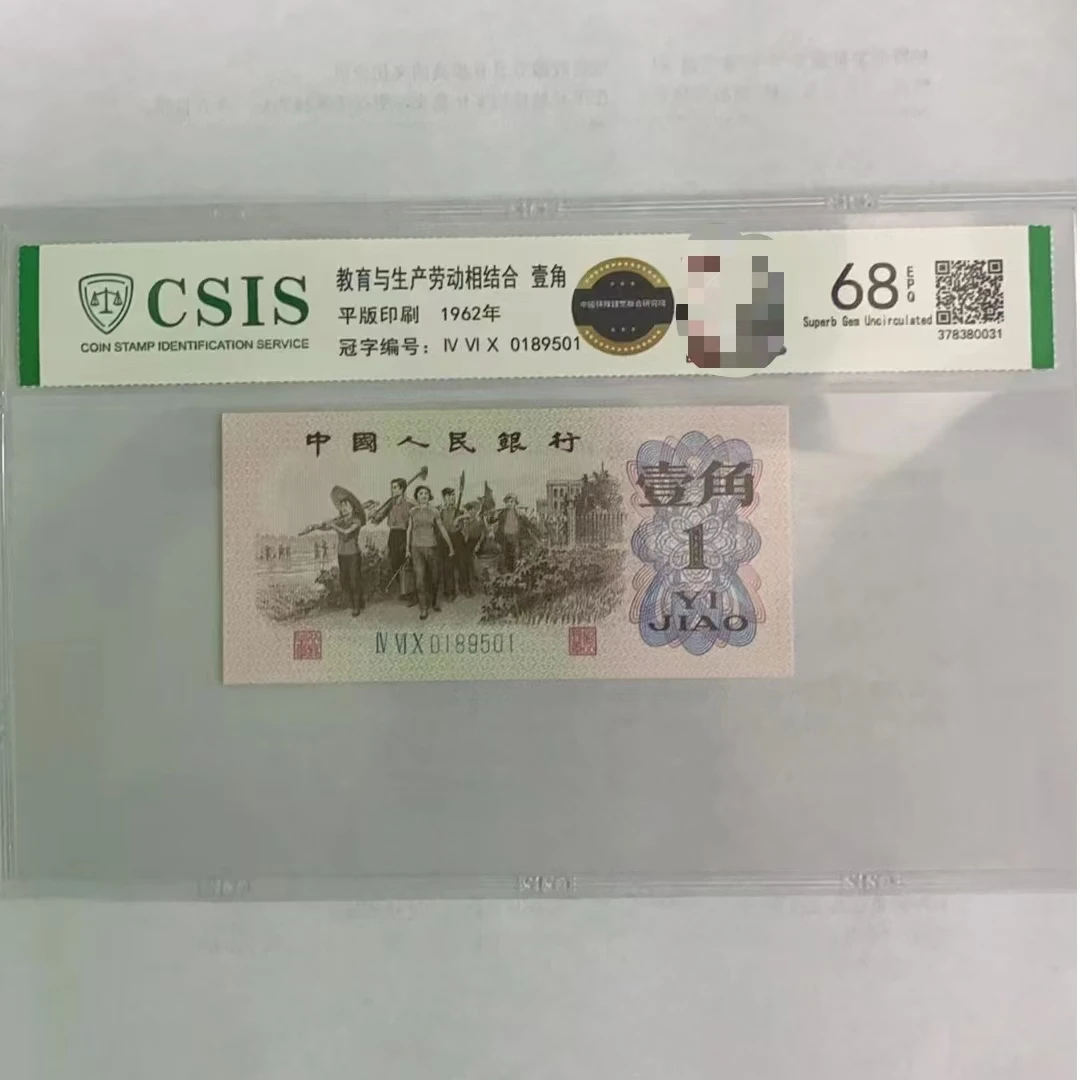 CSIS
COIN STAMP IDENTIFICATION SERVICE
教育与生产劳动相结合 壹角
平版印刷 1962年
冠字编号: Ⅳ Ⅵ Ⅹ 0189501
68
EPQ
Superb Gem Uncirculated
378380031
中國人民銀行
壹角
1
YI
JIAO
Ⅳ Ⅵ Ⅹ 0189501